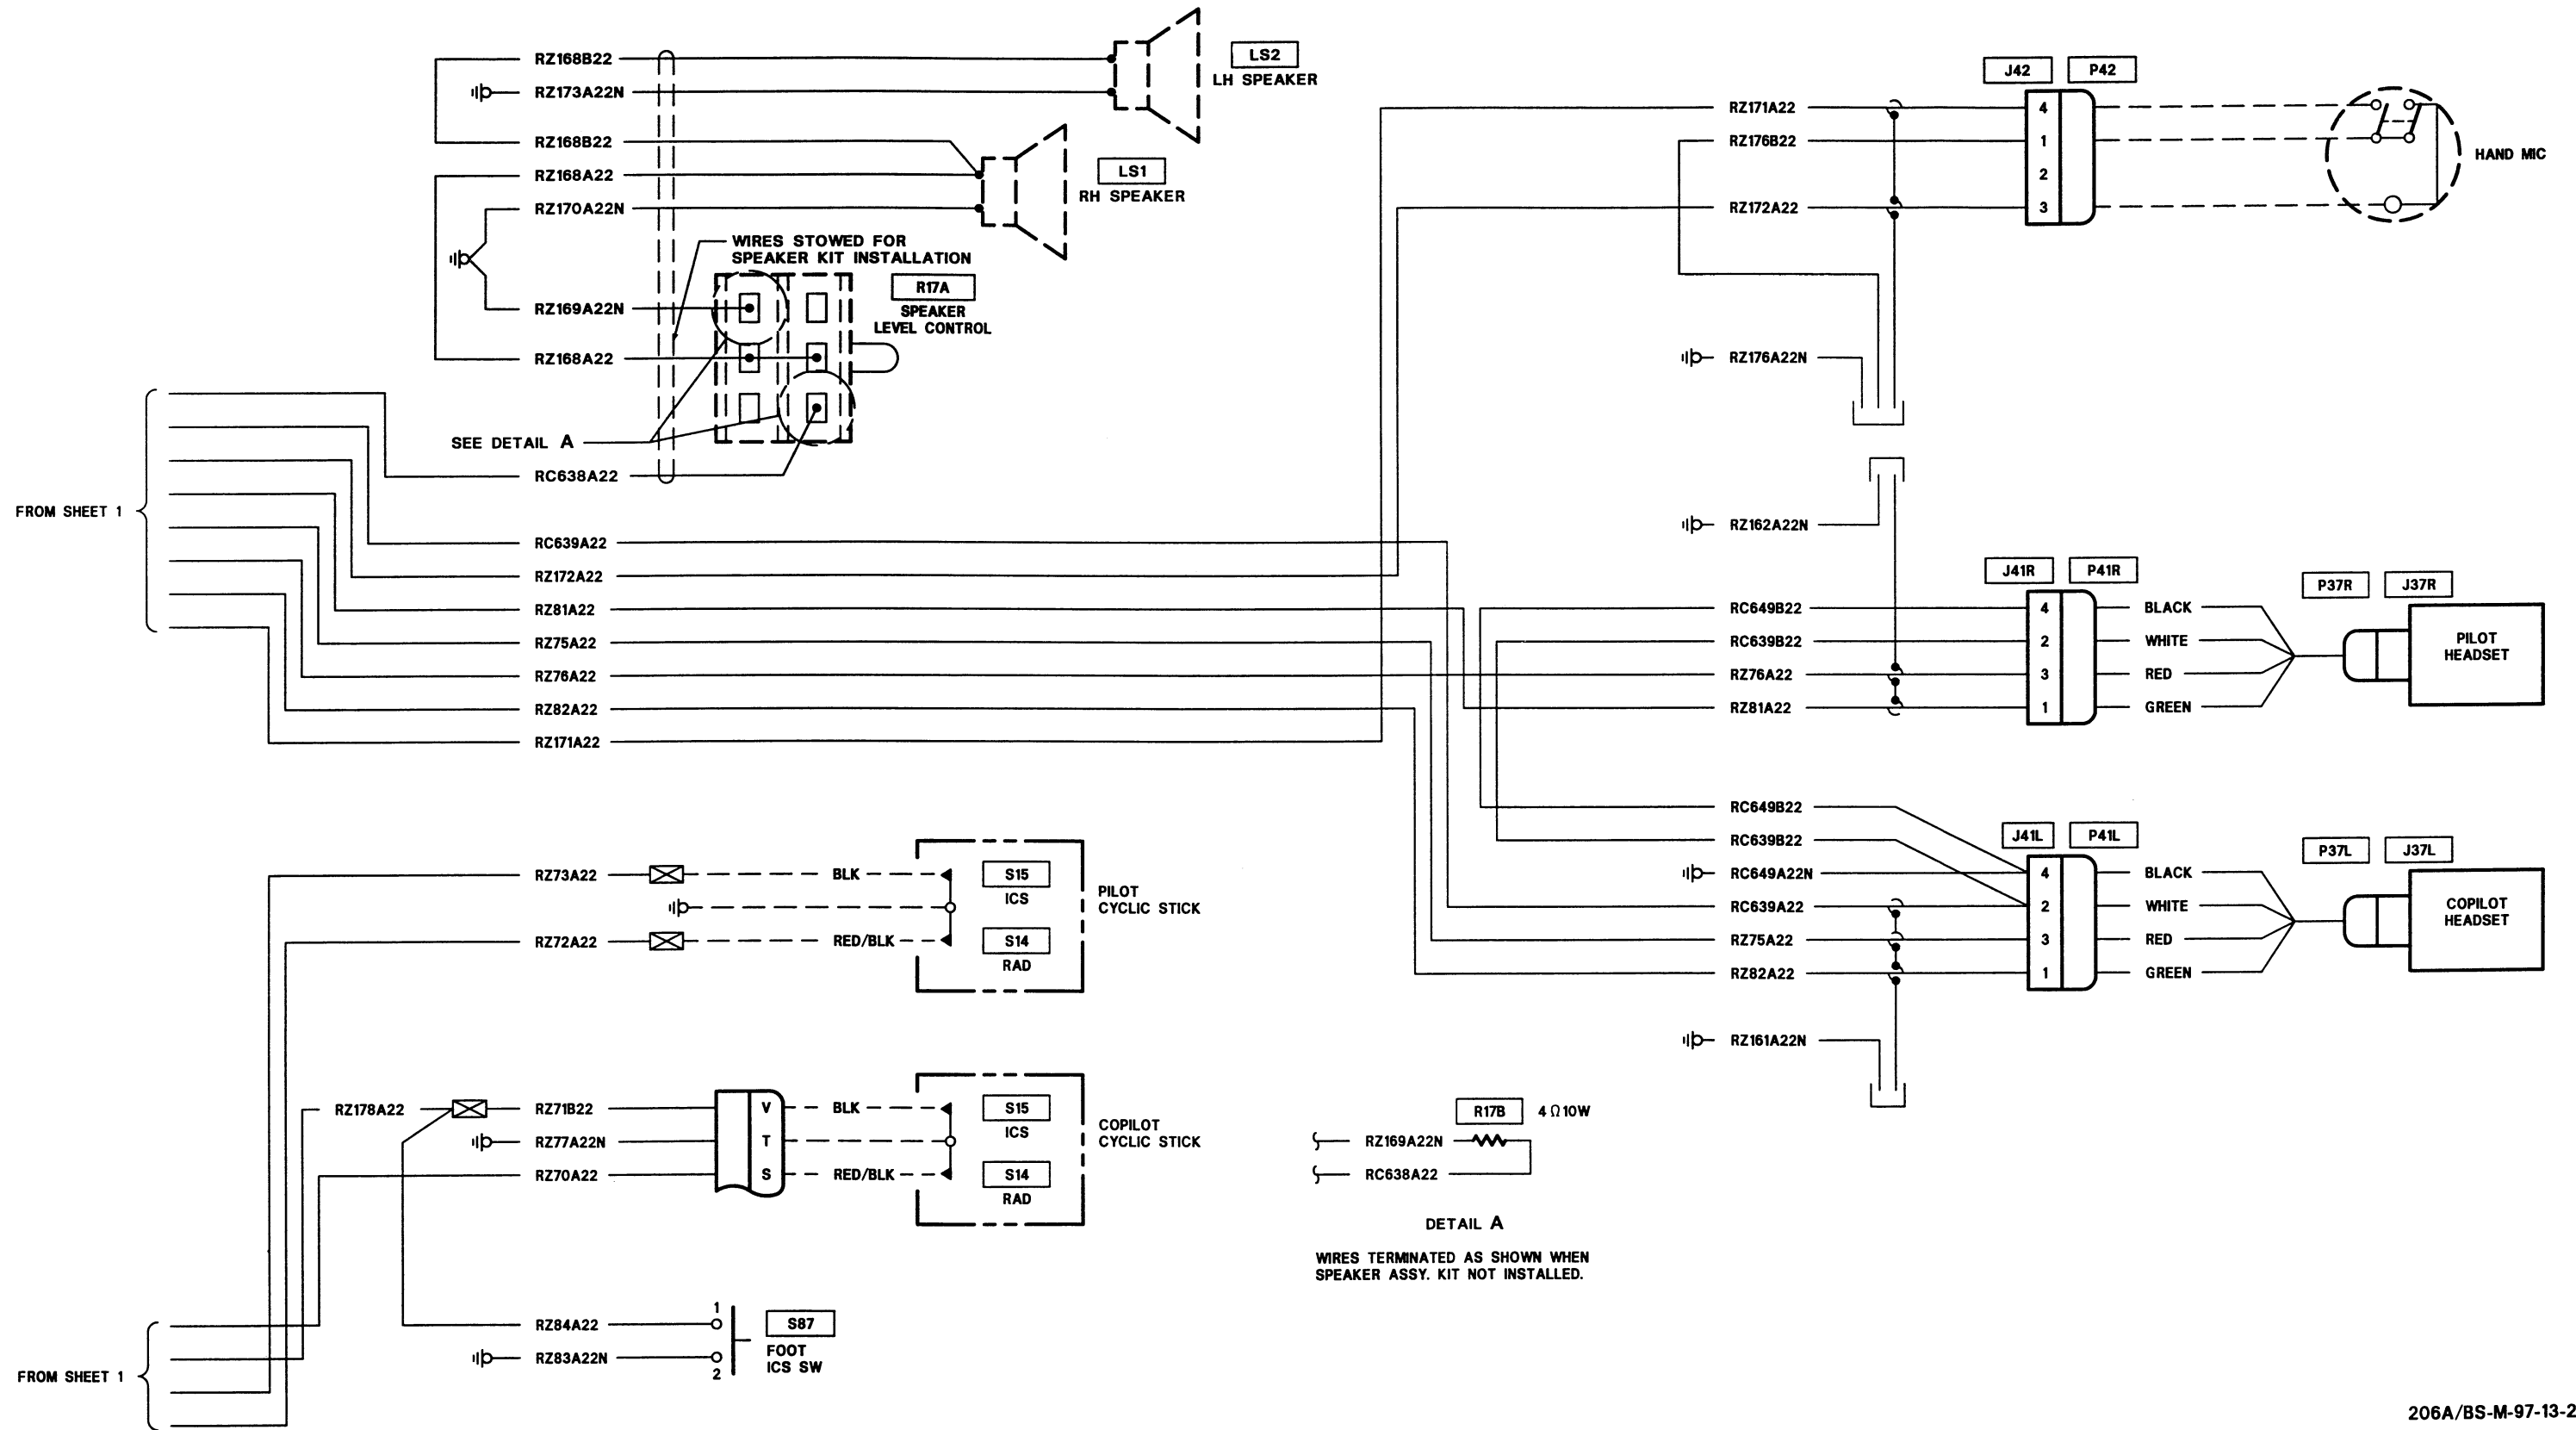 RZ168B22
RZ173A22N
LS2
LH SPEAKER
RZ168B22
RZ168A22
RZ170A22N
LS1
RH SPEAKER
WIRES STOWED FOR
SPEAKER KIT INSTALLATION
R17A
SPEAKER
LEVEL CONTROL
RZ169A22N
RZ168A22
SEE DETAIL A
RC638A22
FROM SHEET 1
RC639A22
RZ172A22
RZ81A22
RZ75A22
RZ76A22
RZ82A22
RZ171A22
J42
P42
RZ171A22
4
RZ176B22
1
2
RZ172A22
3
HAND MIC
RZ176A22N
RZ162A22N
J41R
P41R
P37R
J37R
RC649B22
4
BLACK
RC639B22
2
WHITE
RZ76A22
3
RED
RZ81A22
1
GREEN
PILOT
HEADSET
RC649B22
RC639B22
J41L
P41L
P37L
J37L
RC649A22N
4
BLACK
RC639A22
2
WHITE
RZ75A22
3
RED
RZ82A22
1
GREEN
COPILOT
HEADSET
RZ161A22N
RZ73A22
BLK
S15
ICS
PILOT
CYCLIC STICK
RZ72A22
RED/BLK
S14
RAD
RZ178A22
RZ71B22
V
BLK
S15
ICS
COPILOT
CYCLIC STICK
RZ77A22N
T
RZ70A22
S
RED/BLK
S14
RAD
R17B
4Ω10W
RZ169A22N
RC638A22
DETAIL A
WIRES TERMINATED AS SHOWN WHEN
SPEAKER ASSY. KIT NOT INSTALLED.
RZ84A22
1
S87
FOOT
ICS SW
RZ83A22N
2
FROM SHEET 1
206A/BS-M-97-13-2